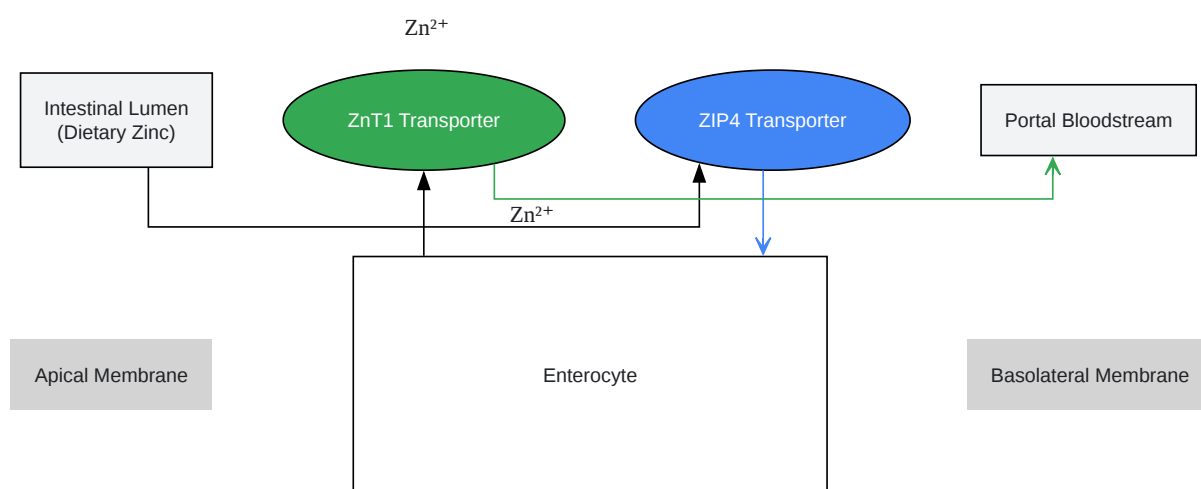 Zn²⁺
Intestinal Lumen
(Dietary Zinc)
ZnT1 Transporter
ZIP4 Transporter
Portal Bloodstream
Zn²⁺
Apical Membrane
Enterocyte
Basolateral Membrane